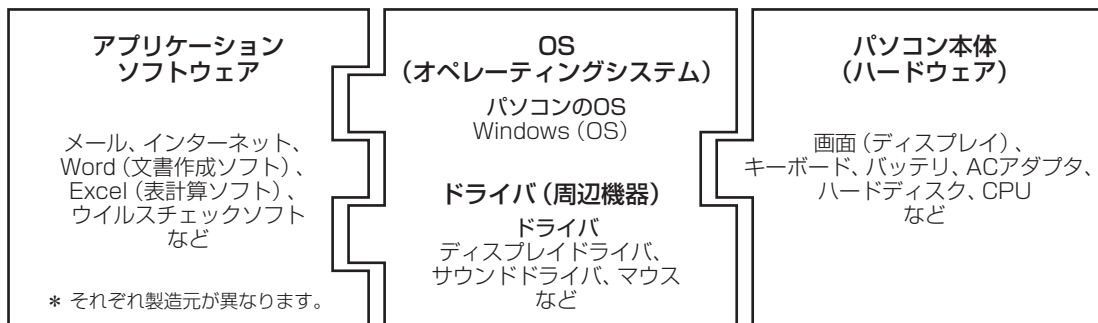 アプリケーション
ソフトウェア
メール、インターネット、
Word（文書作成ソフト）、
Excel（表計算ソフト）、
ウイルスチェックソフト
など
＊ それぞれ製造元が異なります。
OS
（オペレーティングシステム）
パソコンのOS
Windows（OS）
ドライバ（周辺機器）
ドライバ
ディスプレイドライバ、
サウンドドライバ、マウス
など
パソコン本体
（ハードウェア）
画面（ディスプレイ）、
キーボード、バッテリ、ACアダプタ、
ハードディスク、CPU
など